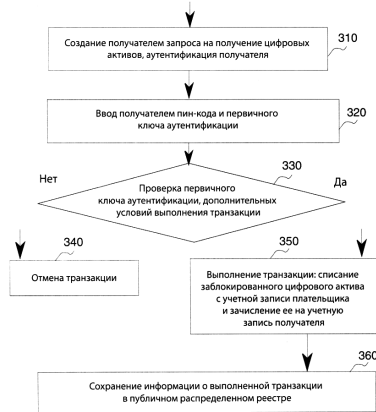 Создание получателем запроса на получение цифровых
активов, аутентификация получателя
310
Ввод получателем пин-кода и первичного
ключа аутентификации
320
330
Нет
Да
Проверка первичного
ключа аутентификации, дополнительных
условий выполнения транзакции
340
Отмена транзакции
350
Выполнение транзакции: списание
заблокированного цифрового актива
с учетной записи плательщика
и зачисление ее на учетную
запись получателя
360
Сохранение информации о выполненной транзакции
в публичном распределенном реестре